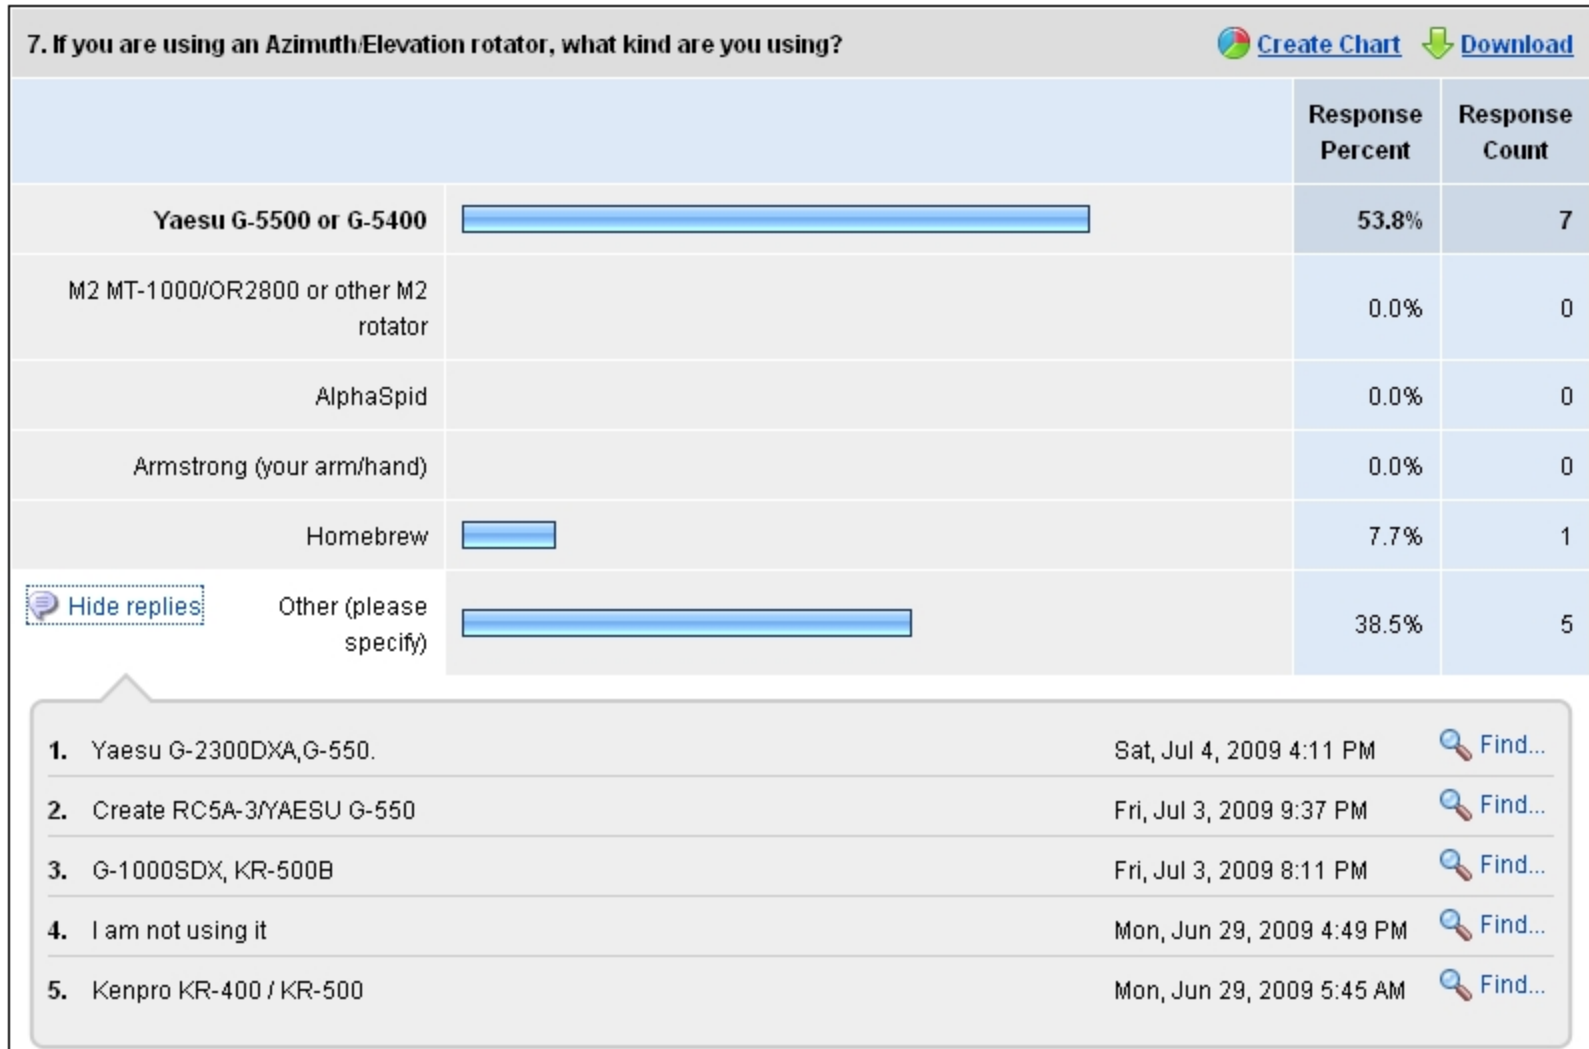 7. If you are using an Azimuth/Elevation rotator, what kind are you using? Create Chart Download
Response Percent Response Count
Yaesu G-5500 or G-5400 53.8% 7
M2 MT-1000/OR2800 or other M2
rotator 0.0% 0
AlphaSpid 0.0% 0
Armstrong (your arm/hand) 0.0% 0
Homebrew 7.7% 1
Hide replies Other (please
specify) 38.5% 5
1. Yaesu G-2300DXA,G-550. Sat, Jul 4, 2009 4:11 PM Find...
2. Create RC5A-3/YAESU G-550 Fri, Jul 3, 2009 9:37 PM Find...
3. G-1000SDX, KR-500B Fri, Jul 3, 2009 8:11 PM Find...
4. I am not using it Mon, Jun 29, 2009 4:49 PM Find...
5. Kenpro KR-400 / KR-500 Mon, Jun 29, 2009 5:45 AM Find...